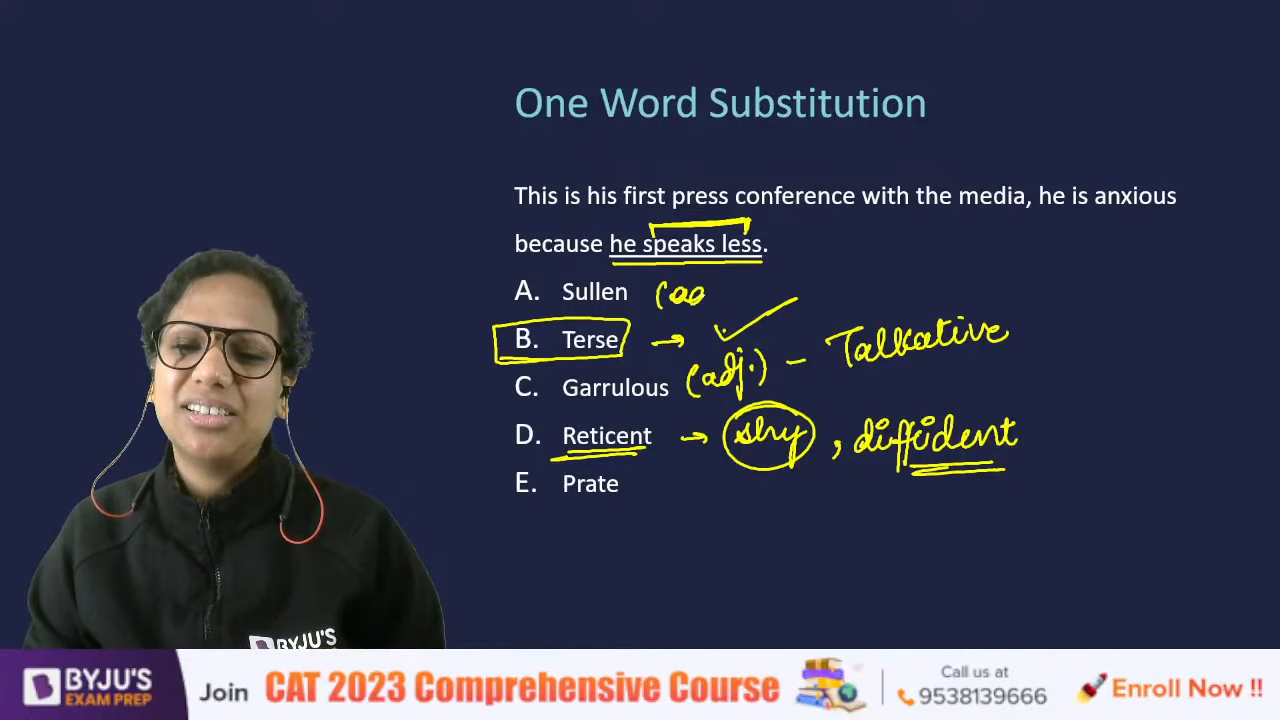 One Word Substitution
This is his first press conference with the media, he is anxious
because he speaks less.
A. Sullen
B. Terse →
C. Garrulous (adj.) – Talkative
D. Reticent → shy, diffident
E. Prate
BYJU'S
BYJU'S
EXAM PREP
Join CAT 2023 Comprehensive Course
Call us at
9538139666
Enroll Now !!